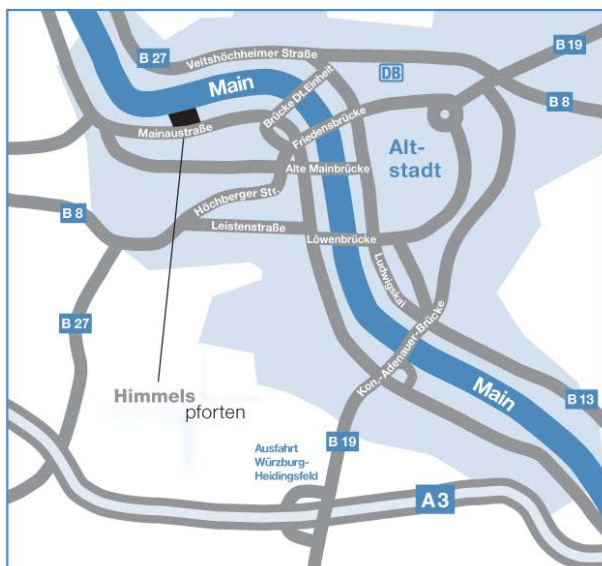 B 27
Veitshöchheimer Straße
B 19
DB
B 8
Main
Brücke Dt. Einheit
Mainaustraße
Friedensbrücke
Alt-
stadt
Alte Mainbrücke
Höchberger Str.
B 8
Leistenstraße
Löwenbrücke
Ludwigskai
B 27
Kon.-Adenauer-Brücke
Himmels
pforten
Main
B 13
B 19
Ausfahrt
Würzburg-
Heidingsfeld
A3